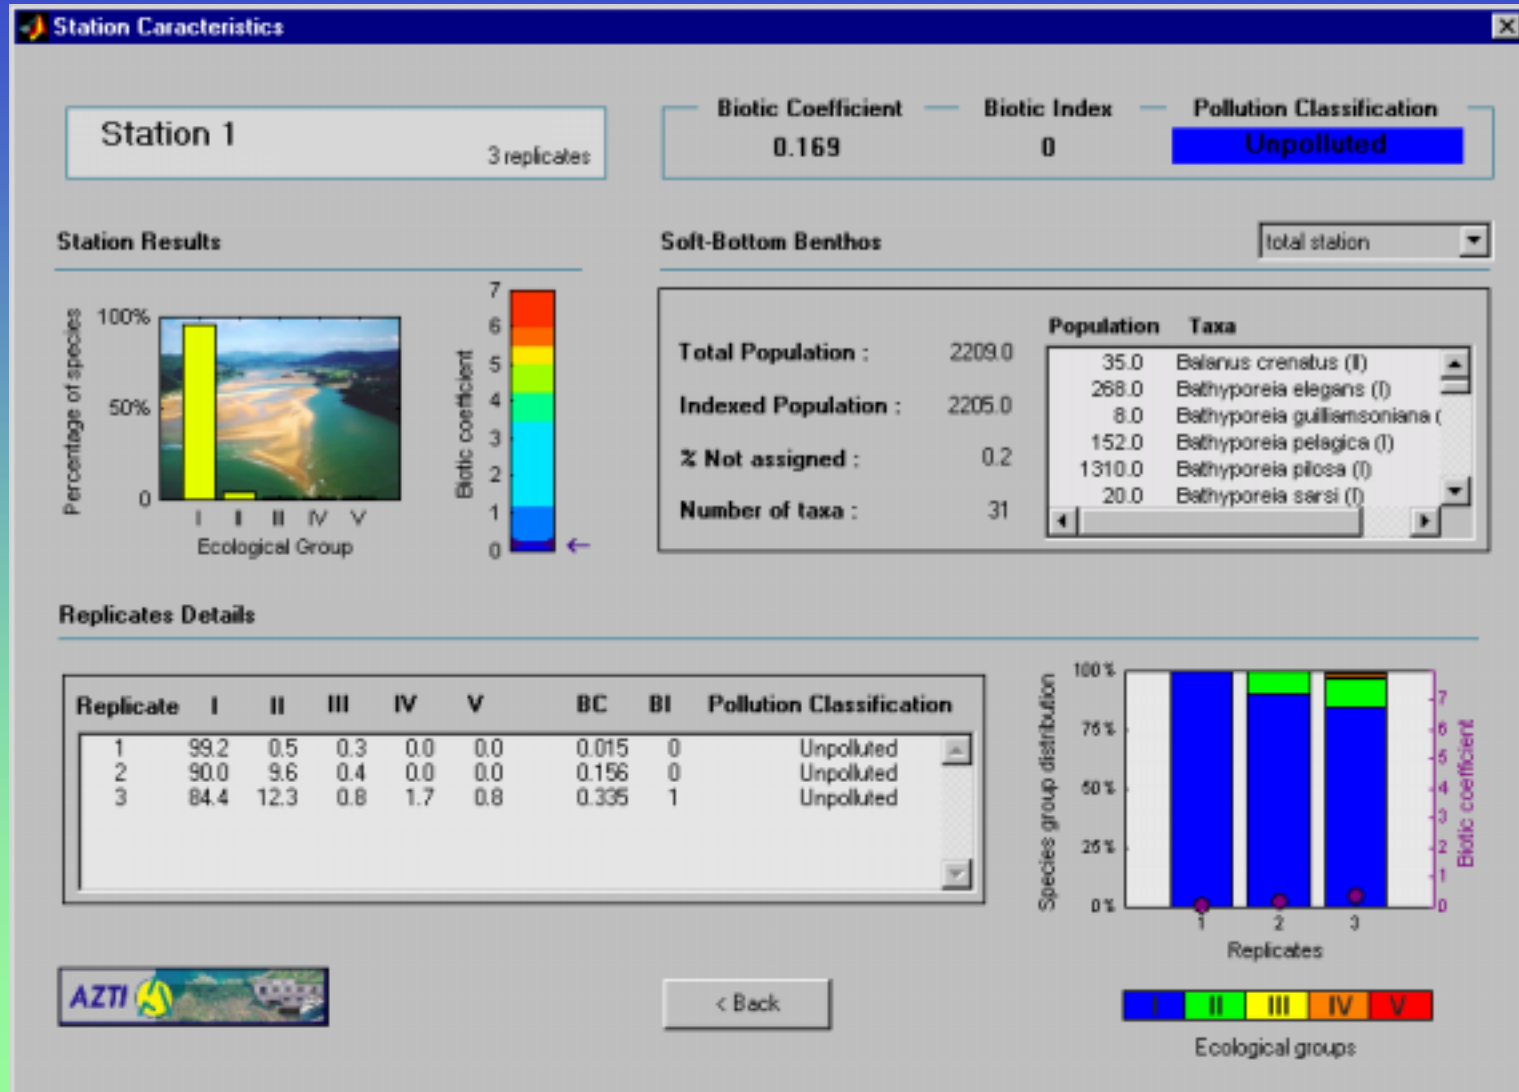 Station Caracteristics
Station 1
3 replicates
Biotic Coefficient Biotic Index Pollution Classification
0.169 0 Unpolluted
Station Results
Percentage of species
100%
50%
0
I II III IV V
Ecological Group
Biotic coefficient
7
6
5
4
3
2
1
0
Soft-Bottom Benthos
total station
Total Population : 2209.0
Indexed Population : 2205.0
% Not assigned : 0.2
Number of taxa : 31
Population Taxa
35.0 Balanus crenatus (II)
268.0 Bathyporeia elegans (I)
8.0 Bathyporeia guilliamsoniana (
152.0 Bathyporeia pelagica (I)
1310.0 Bathyporeia pilosa (I)
20.0 Bathyporeia sarsi (I)
Replicates Details
Replicate I II III IV V BC BI Pollution Classification
1 99.2 0.5 0.3 0.0 0.0 0.015 0 Unpolluted
2 90.0 9.6 0.4 0.0 0.0 0.156 0 Unpolluted
3 84.4 12.3 0.8 1.7 0.8 0.335 1 Unpolluted
Species group distribution
100%
75%
50%
25%
0%
1 2 3
Replicates
7
6
5
4
3
2
1
0
Biotic coefficient
I II III IV V
Ecological groups
AZTI
< Back